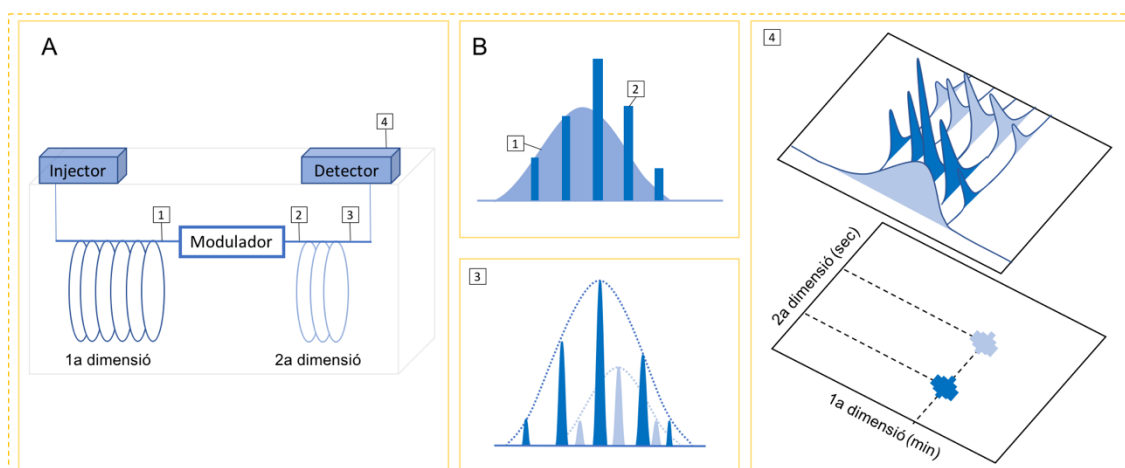 A
4
Injector
Detector
1
2
3
Modulador
1a dimensió
2a dimensió
B
1
2
3
4
2a dimensió (sec)
1a dimensió (min)